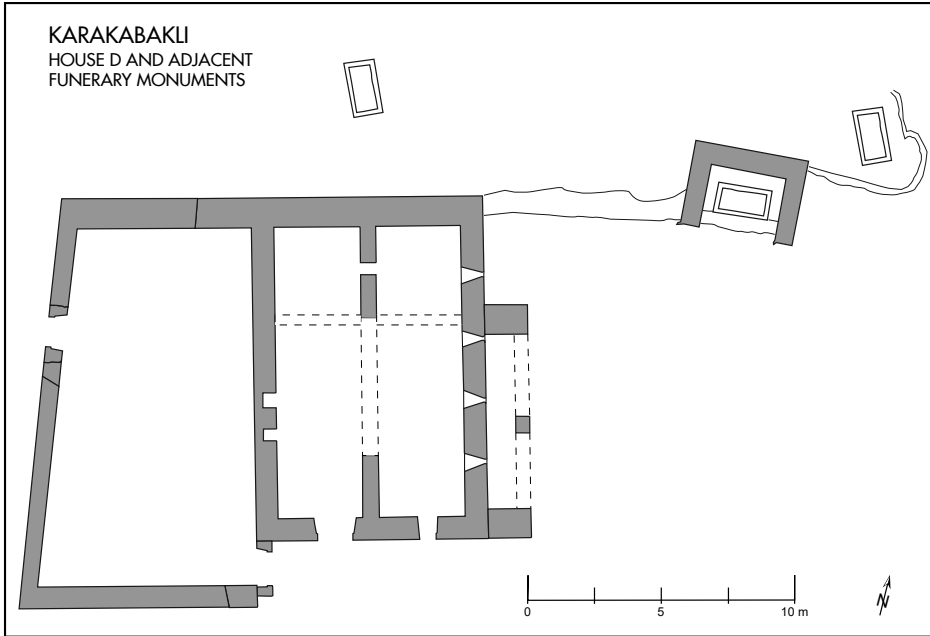 KARAKABAKLI
HOUSE D AND ADJACENT
FUNERARY MONUMENTS
0 5 10 m
N